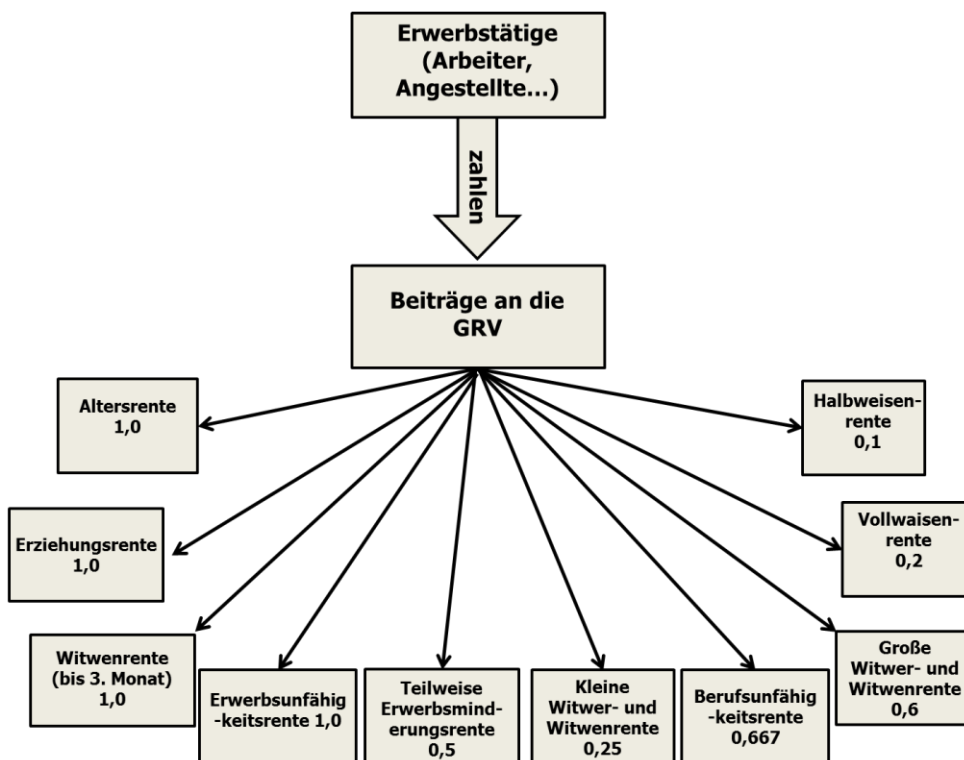 Erwerbstätige
(Arbeiter,
Angestellte...)
zahlen
Beiträge an die
GRV
Altersrente
1,0
Halbweisen-
rente
0,1
Erziehungsrente
1,0
Vollwaisen-
rente
0,2
Witwenrente
(bis 3. Monat)
1,0
Erwerbsunfähig
-keitsrente 1,0
Teilweise
Erwerbsmind-
erungsrente
0,5
Kleine
Witwer- und
Witwenrente
0,25
Berufsunfähig
-keitsrente
0,667
Große
Witwer- und
Witwenrente
0,6